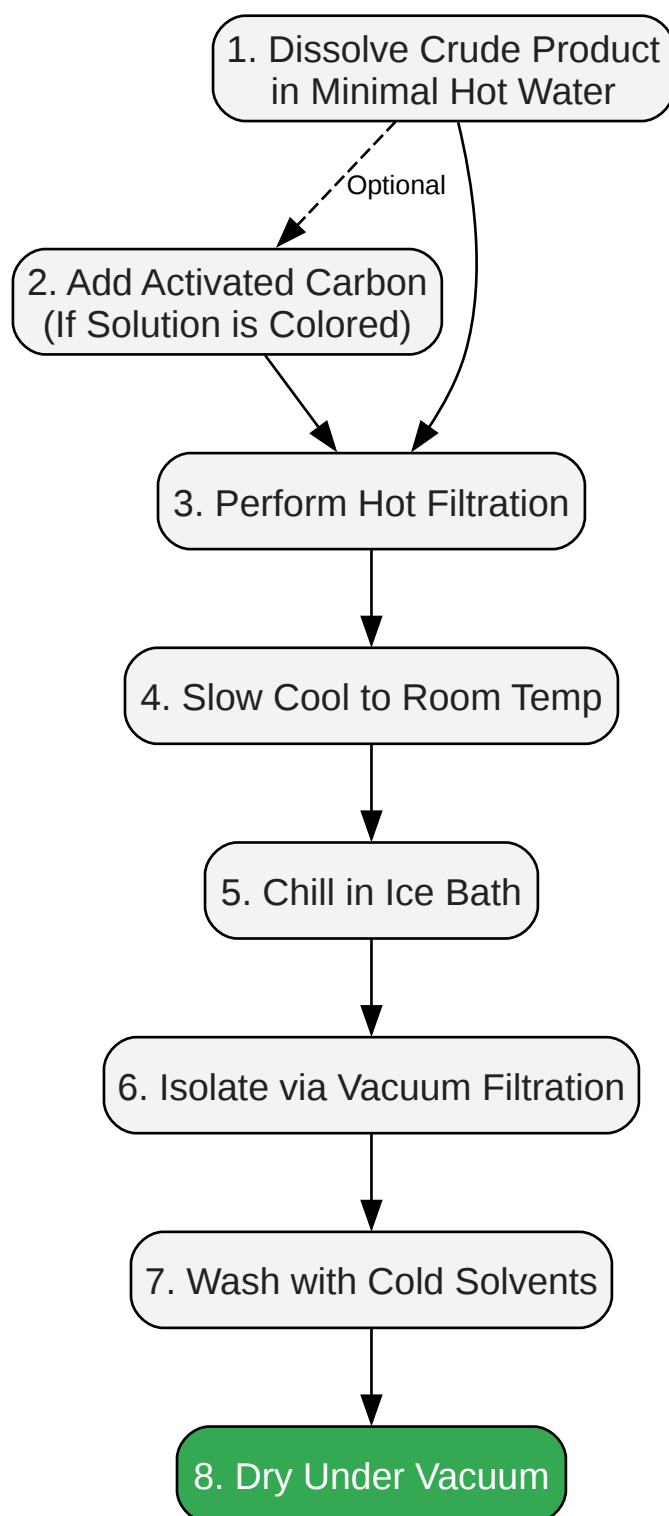 1. Dissolve Crude Product
in Minimal Hot Water
Optional
2. Add Activated Carbon
(If Solution is Colored)
3. Perform Hot Filtration
4. Slow Cool to Room Temp
5. Chill in Ice Bath
6. Isolate via Vacuum Filtration
7. Wash with Cold Solvents
8. Dry Under Vacuum